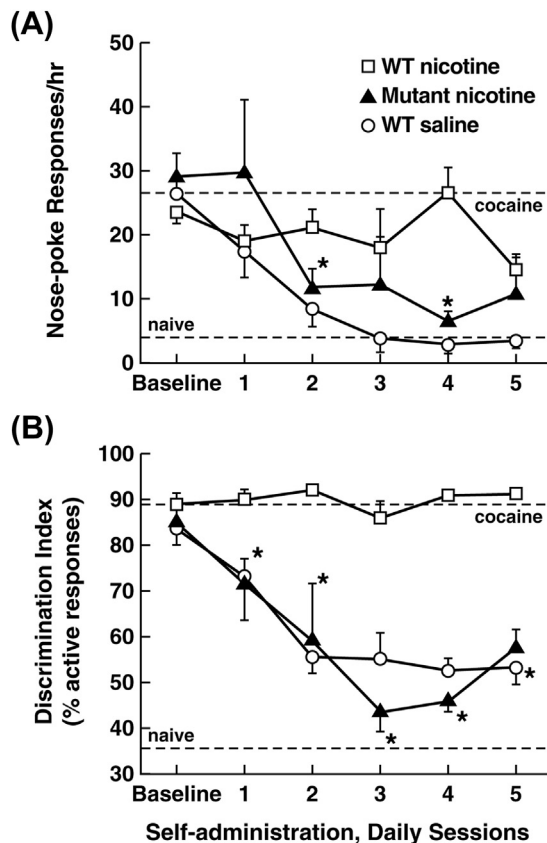 (A)
Nose-poke Responses/hr
50
40
30
20
10
0
WT nicotine
Mutant nicotine
WT saline
cocaine
naive
*
*
Baseline 1 2 3 4 5
(B)
Discrimination Index
(% active responses)
100
90
80
70
60
50
40
30
cocaine
naive
*
*
*
*
*
Baseline 1 2 3 4 5
Self-administration, Daily Sessions